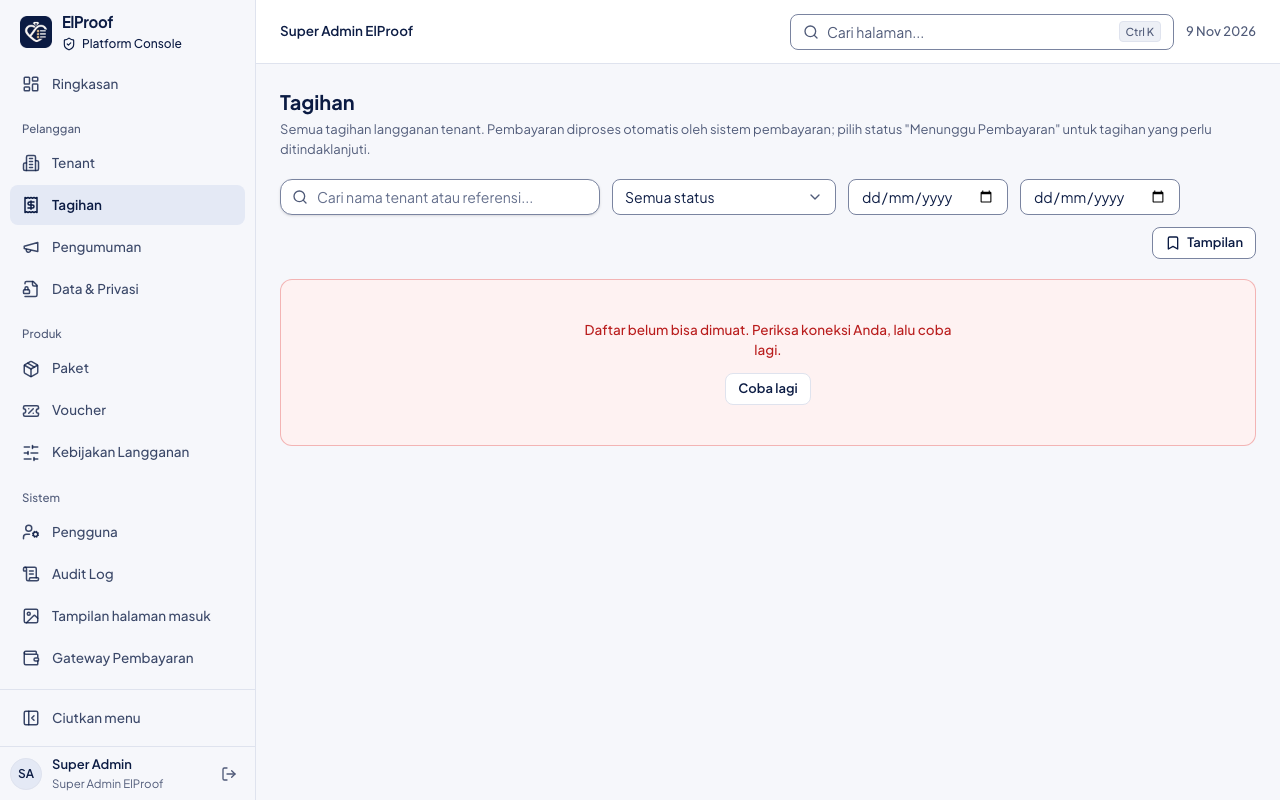 ElProof
Platform Console
Super Admin ElProof
Cari halaman...
Ctrl K
9 Nov 2026
Ringkasan
Pelanggan
Tenant
Tagihan
Pengumuman
Data & Privasi
Produk
Paket
Voucher
Kebijakan Langganan
Sistem
Pengguna
Audit Log
Tampilan halaman masuk
Gateway Pembayaran
Ciutkan menu
SA
Super Admin
Super Admin ElProof
Tagihan
Semua tagihan langganan tenant. Pembayaran diproses otomatis oleh sistem pembayaran; pilih status "Menunggu Pembayaran" untuk tagihan yang perlu
ditindaklanjuti.
Cari nama tenant atau referensi...
Semua status
dd/mm/yyyy
dd/mm/yyyy
Tampilan
Daftar belum bisa dimuat. Periksa koneksi Anda, lalu coba
lagi.
Coba lagi